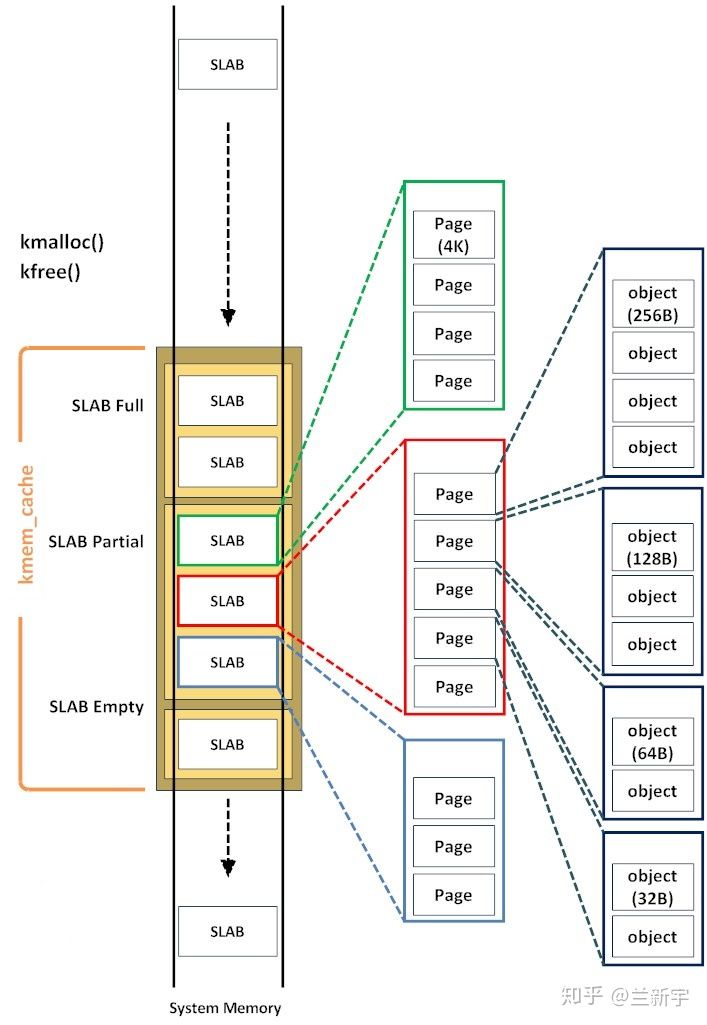 SLAB
kmalloc()
kfree()
kmem_cache
SLAB Full
SLAB
SLAB
SLAB Partial
SLAB
SLAB
SLAB
SLAB Empty
SLAB
SLAB
System Memory
Page
(4K)
Page
Page
Page
Page
Page
Page
Page
Page
Page
Page
Page
object
(256B)
object
object
object
object
(128B)
object
object
object
(64B)
object
object
(32B)
object
知乎 @兰新宇